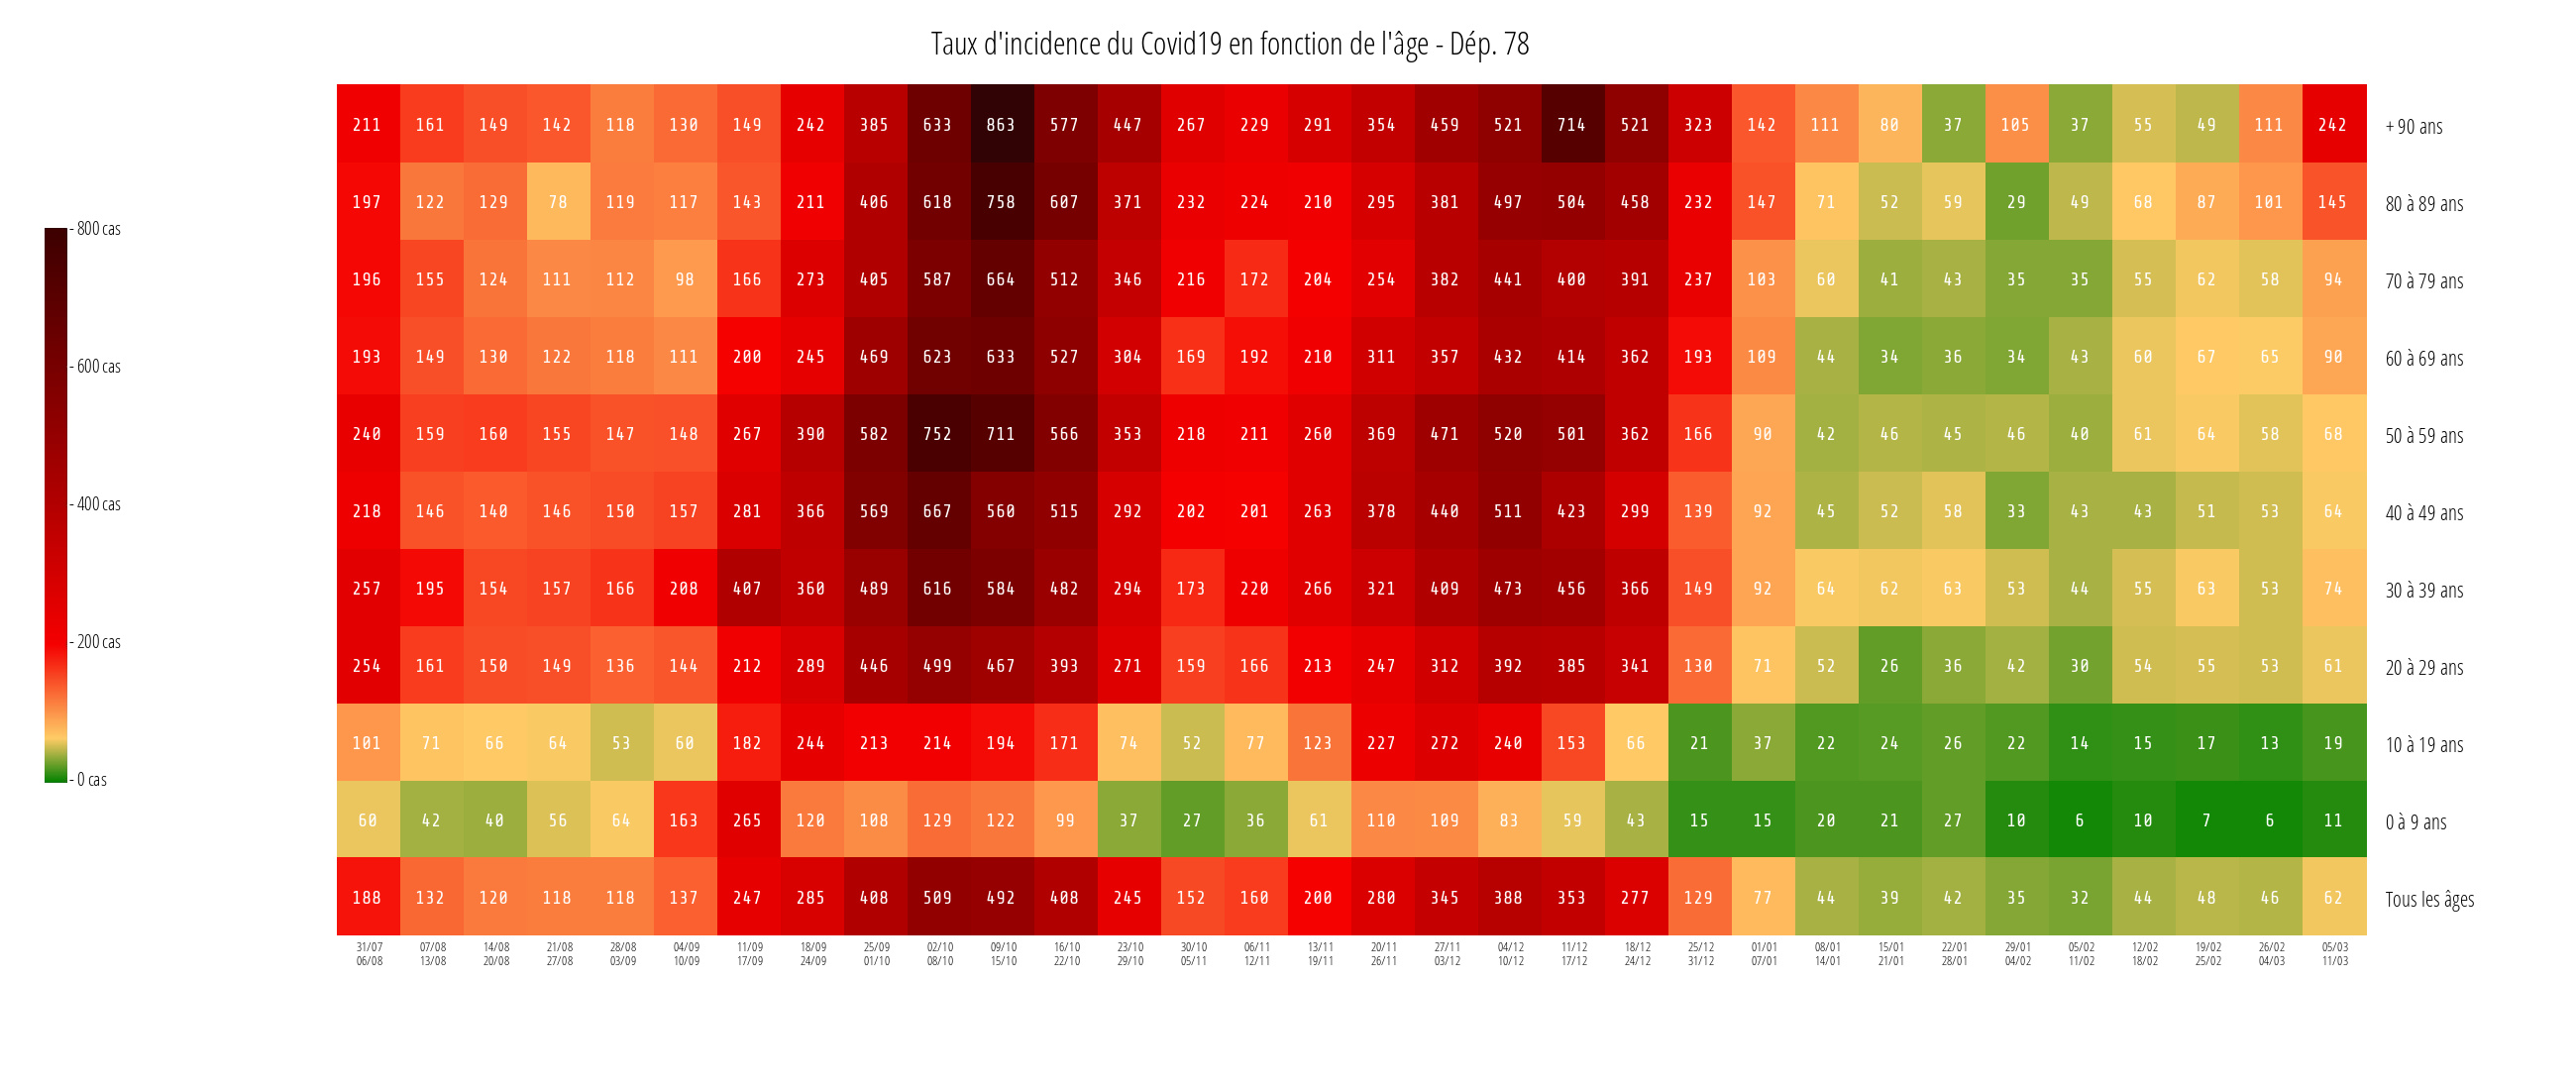 Taux d'incidence du Covid19 en fonction de l'âge - Dép. 78
- 800 cas
- 600 cas
- 400 cas
- 200 cas
- 0 cas
211 161 149 142 118 130 149 242 385 633 863 577 447 267 229 291 354 459 521 714 521 323 142 111 80 37 105 37 55 49 111 242 + 90 ans
197 122 129 78 119 117 143 211 406 618 758 607 371 232 224 210 295 381 497 504 458 232 147 71 52 59 29 49 68 87 101 145 80 à 89 ans
196 155 124 111 112 98 166 273 405 587 664 512 346 216 172 204 254 382 441 400 391 237 103 60 41 43 35 35 55 62 58 94 70 à 79 ans
193 149 130 122 118 111 200 245 469 623 633 527 304 169 192 210 311 357 432 414 362 193 109 44 34 36 34 43 60 67 65 90 60 à 69 ans
240 159 160 155 147 148 267 390 582 752 711 566 353 218 211 260 369 471 520 501 362 166 90 42 46 45 46 40 61 64 58 68 50 à 59 ans
218 146 140 146 150 157 281 366 569 667 560 515 292 202 201 263 378 440 511 423 299 139 92 45 52 58 33 43 43 51 53 64 40 à 49 ans
257 195 154 157 166 208 407 360 489 616 584 482 294 173 220 266 321 409 473 456 366 149 92 64 62 63 53 44 55 63 53 74 30 à 39 ans
254 161 150 149 136 144 212 289 446 499 467 393 271 159 166 213 247 312 392 385 341 130 71 52 26 36 42 30 54 55 53 61 20 à 29 ans
101 71 66 64 53 60 182 244 213 214 194 171 74 52 77 123 227 272 240 153 66 21 37 22 24 26 22 14 15 17 13 19 10 à 19 ans
60 42 40 56 64 163 265 120 108 129 122 99 37 27 36 61 110 109 83 59 43 15 15 20 21 27 10 6 10 7 6 11 0 à 9 ans
188 132 120 118 118 137 247 285 408 509 492 408 245 152 160 200 280 345 388 353 277 129 77 44 39 42 35 32 44 48 46 62 Tous les âges
31/07 07/08 14/08 21/08 28/08 04/09 11/09 18/09 25/09 02/10 09/10 16/10 23/10 30/10 06/11 13/11 20/11 27/11 04/12 11/12 18/12 25/12 01/01 08/01 15/01 22/01 29/01 05/02 12/02 19/02 26/02 05/03
06/08 13/08 20/08 27/08 03/09 10/09 17/09 24/09 01/10 08/10 15/10 22/10 29/10 05/11 12/11 19/11 26/11 03/12 10/12 17/12 24/12 31/12 07/01 14/01 21/01 28/01 04/02 11/02 18/02 25/02 04/03 11/03